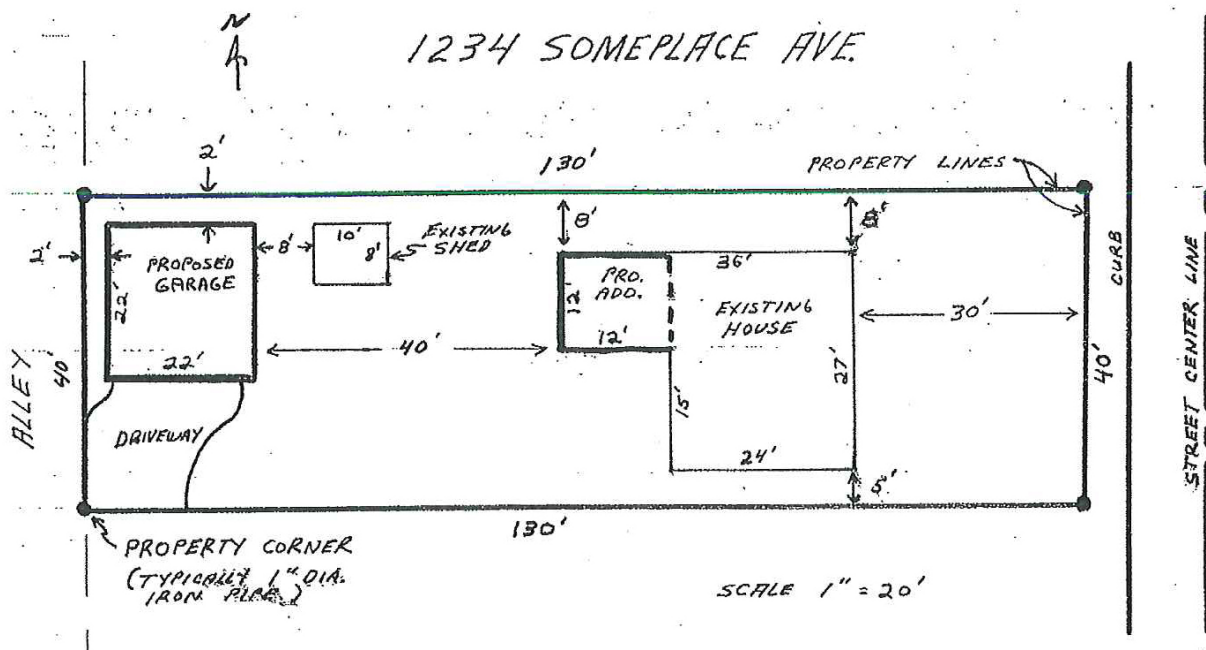 N
1234 SOMEPLACE AVE.
2'
130'
PROPERTY LINES
8'
8'
2'
PROPOSED
GARAGE
22'
22'
8'
10'
8'
EXISTING
SHED
PRO.
ADD.
12'
12'
36'
EXISTING
HOUSE
30'
40'
27'
15'
24'
5'
40'
40'
ALLEY
DRIVEWAY
CURB
STREET CENTER LINE
130'
PROPERTY CORNER
(TYPICALLY 1" DIA.
IRON PIPE)
SCALE 1" = 20'